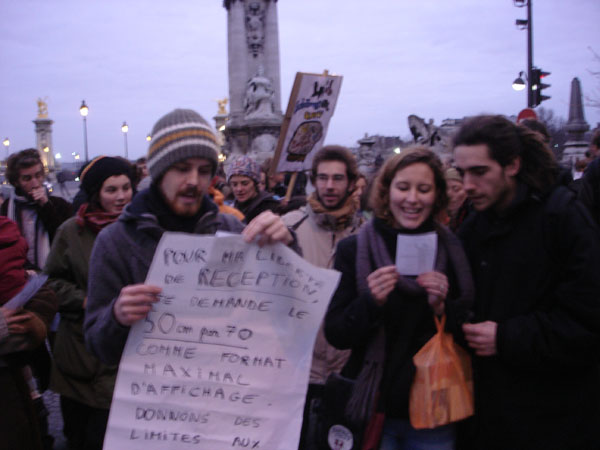 POUR MA LIBERTÉ
DE RÉCEPTION,
JE DEMANDE LE
50 cm par 70
COMME FORMAT
MAXIMAL
D'AFFICHAGE.
DONNONS DES
LIMITES AUX